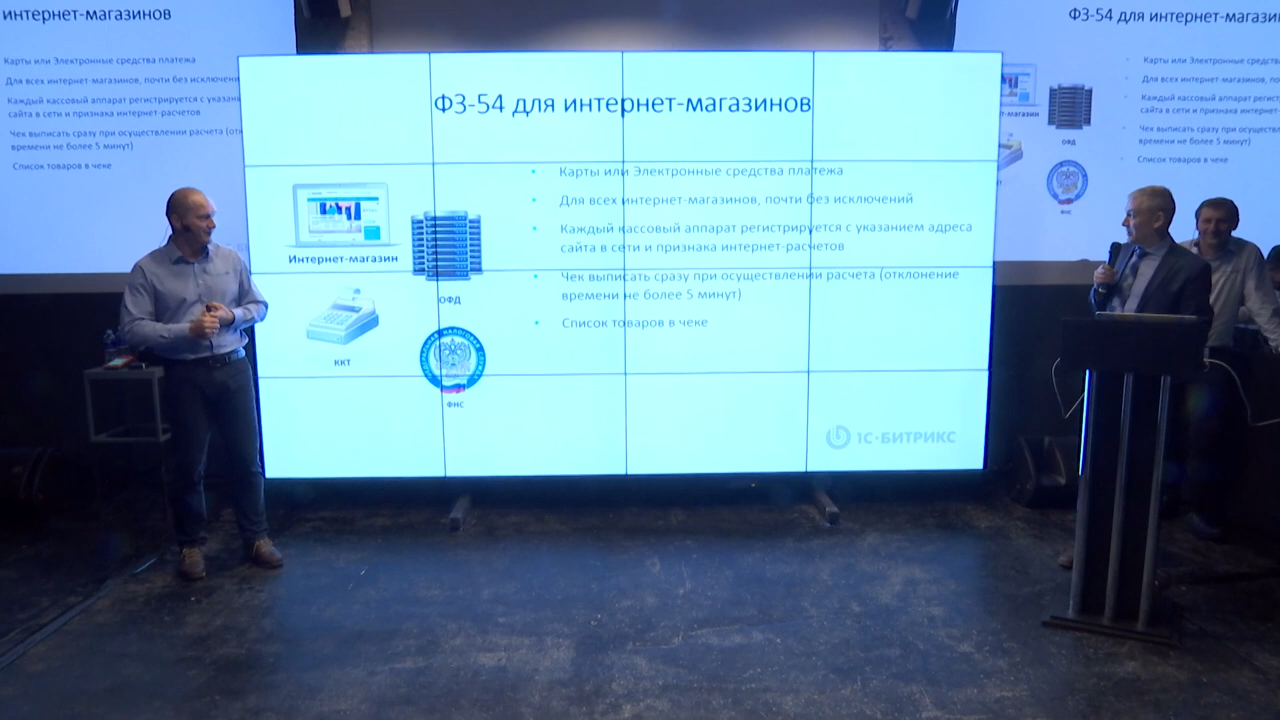 интернет-магазинов
Карты или Электронные средства платежа
Для всех интернет-магазинов, почти без
Каждый кассовый аппарат регистрируется с
сайта в сети и признака интернет-расчетов
Чек выписать сразу при осуществлении расчета
времени не более 5 минут)
Список товаров в чеке
ФЗ-54 для интернет-магазинов
Интернет-магазин
ОФД
ККТ
ФЕДЕРАЛЬНАЯ НАЛОГОВАЯ СЛУЖБА
ФНС
• Карты или Электронные средства платежа
• Для всех интернет-магазинов, почти без исключений
• Каждый кассовый аппарат регистрируется с указанием адреса
сайта в сети и признака интернет-расчетов
• Чек выписать сразу при осуществлении расчета (отклонение
времени не более 5 минут)
• Список товаров в чеке
1С·БИТРИКС
ФЗ-54 для
ОФД
ФНС
• Карты или Электронные
• Для всех интернет-магазинов,
• Каждый кассовый аппарат
сайта в сети и признака
• Чек выписать сразу при
времени не более 5 минут)
• Список товаров в чеке